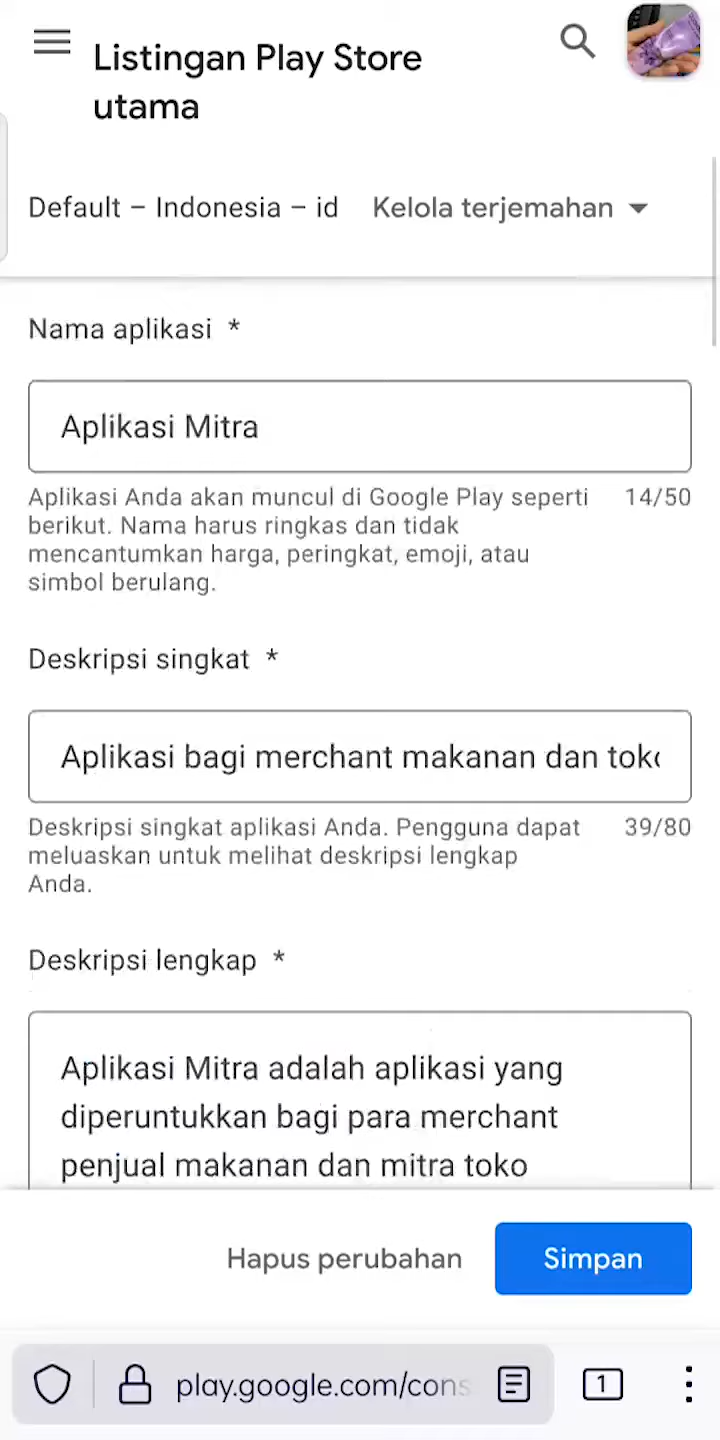 Listingan Play Store
utama
Default – Indonesia – id Kelola terjemahan
Nama aplikasi *
Aplikasi Mitra
Aplikasi Anda akan muncul di Google Play seperti 14/50
berikut. Nama harus ringkas dan tidak
mencantumkan harga, peringkat, emoji, atau
simbol berulang.
Deskripsi singkat *
Aplikasi bagi merchant makanan dan toko
Deskripsi singkat aplikasi Anda. Pengguna dapat 39/80
meluaskan untuk melihat deskripsi lengkap
Anda.
Deskripsi lengkap *
Aplikasi Mitra adalah aplikasi yang
diperuntukkan bagi para merchant
penjual makanan dan mitra toko
Hapus perubahan Simpan
play.google.com/cons 1